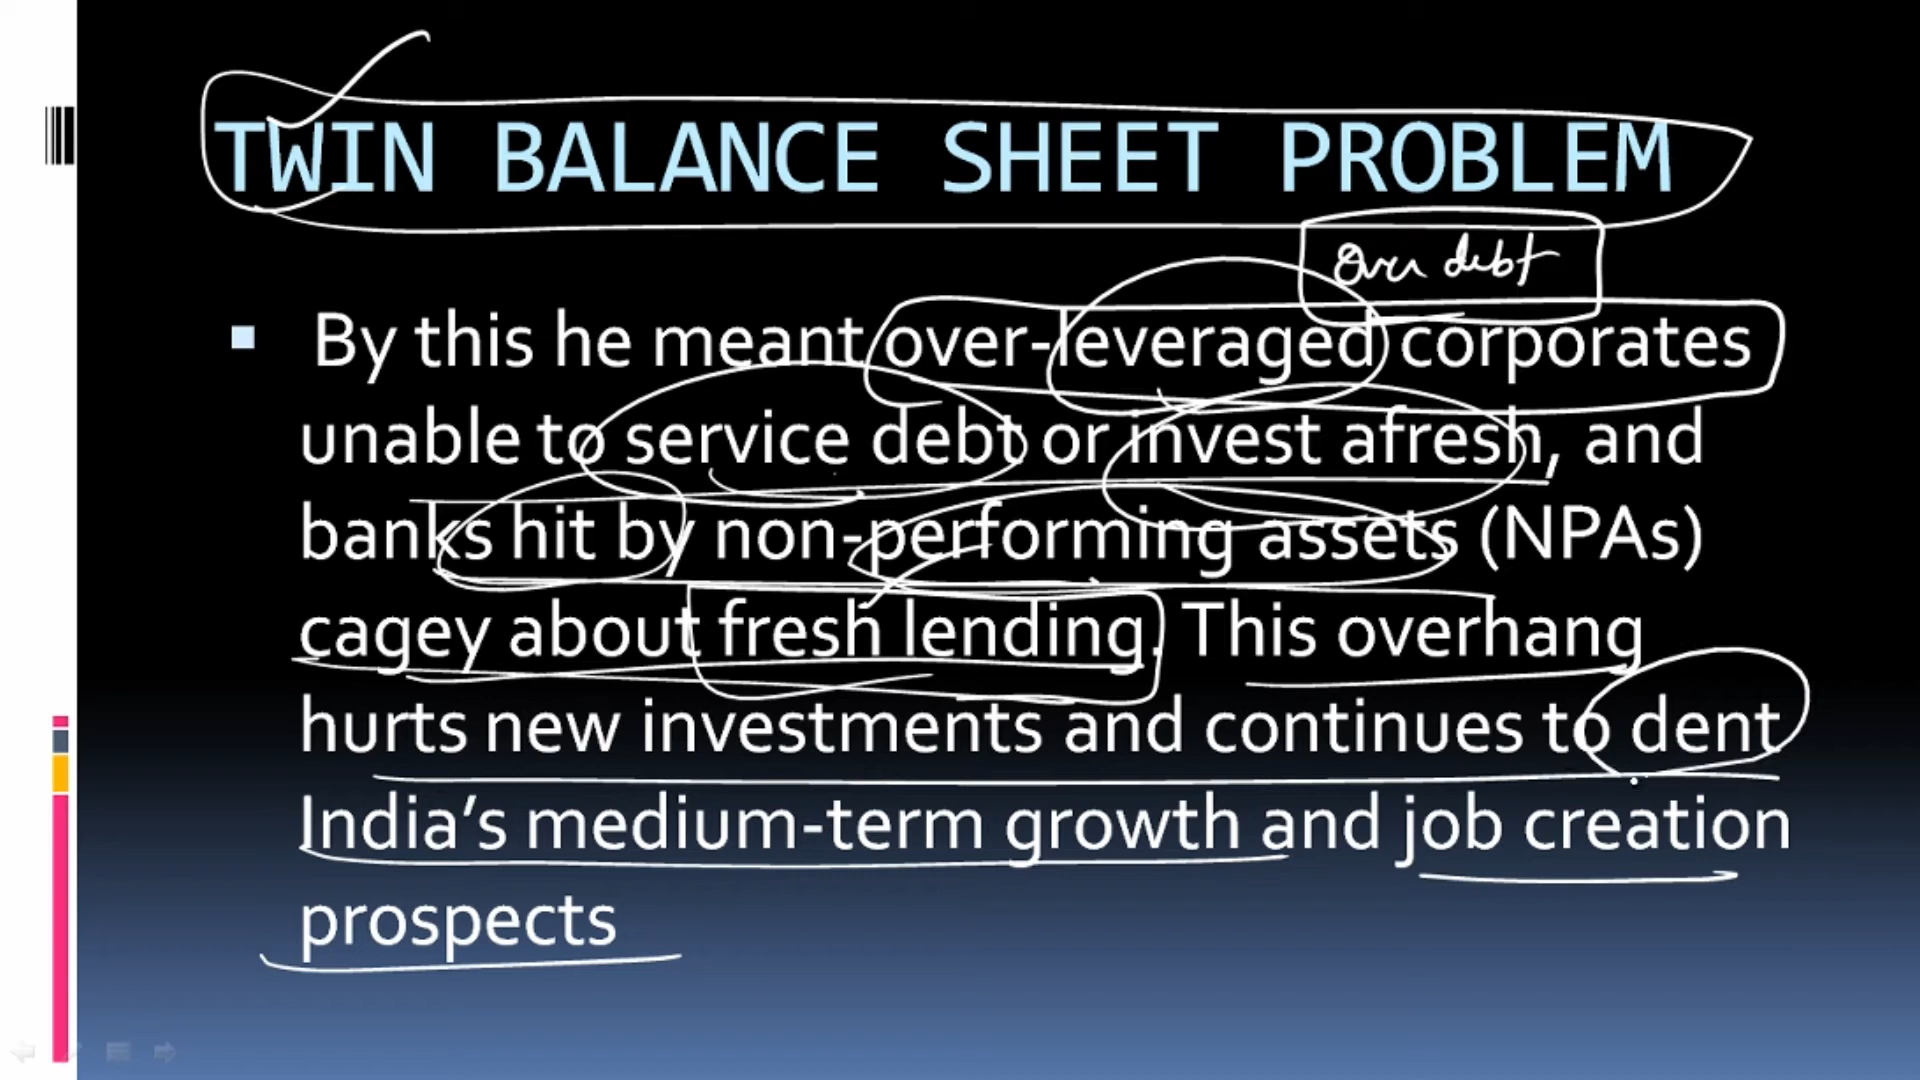 TWIN BALANCE SHEET PROBLEM
over debt
By this he meant over-leveraged corporates
unable to service debt or invest afresh, and
banks hit by non-performing assets (NPAs)
cagey about fresh lending. This overhang
hurts new investments and continues to dent
India's medium-term growth and job creation
prospects